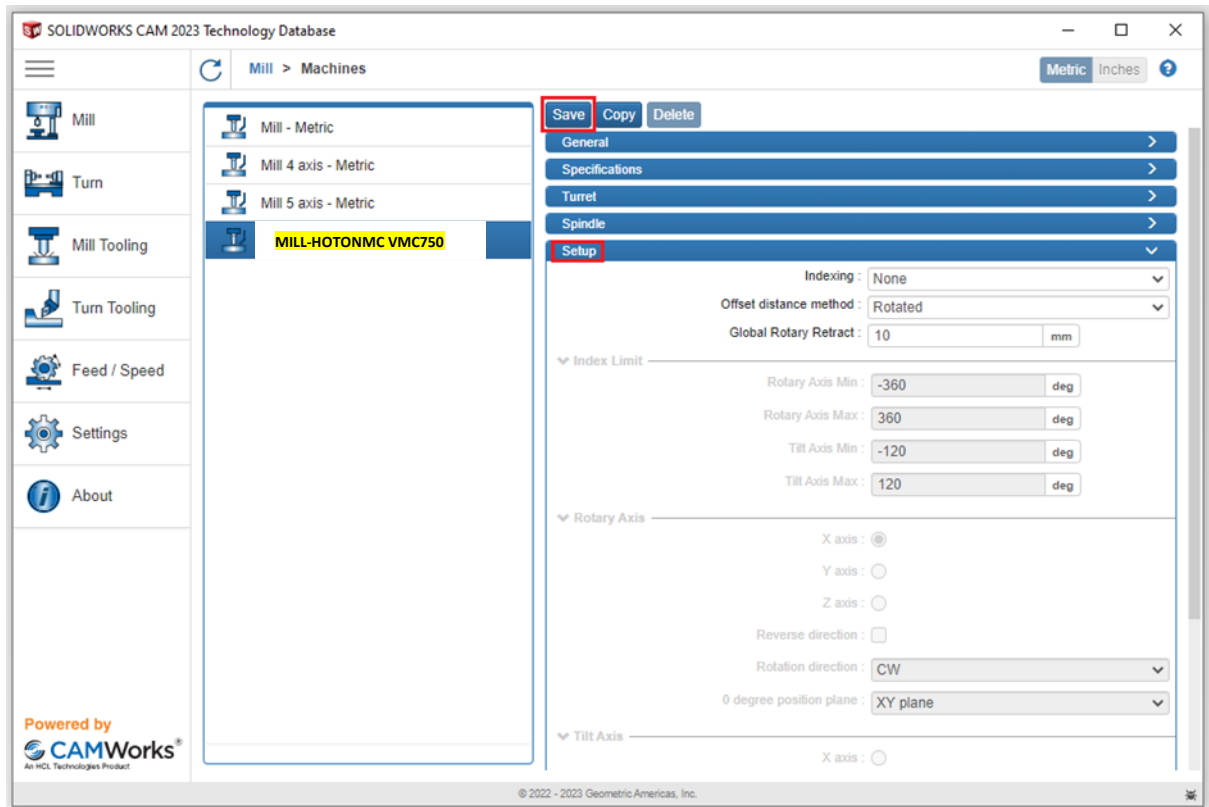 SOLIDWORKS CAM 2023 Technology Database
Mill > Machines
Metric Inches ?
Mill
Turn
Mill Tooling
Turn Tooling
Feed / Speed
Settings
About
Powered by
CAMWorks®
An HCL Technologies Product
Mill - Metric
Mill 4 axis - Metric
Mill 5 axis - Metric
MILL-HOTONMC VMC750
Save Copy Delete
General
Specifications
Turret
Spindle
Setup
Indexing : None
Offset distance method : Rotated
Global Rotary Retract : 10 mm
Index Limit
Rotary Axis Min : -360 deg
Rotary Axis Max : 360 deg
Tilt Axis Min : -120 deg
Tilt Axis Max : 120 deg
Rotary Axis
X axis :
Y axis :
Z axis :
Reverse direction :
Rotation direction : CW
0 degree position plane : XY plane
Tilt Axis
X axis :
© 2022 - 2023 Geometric Americas, Inc.